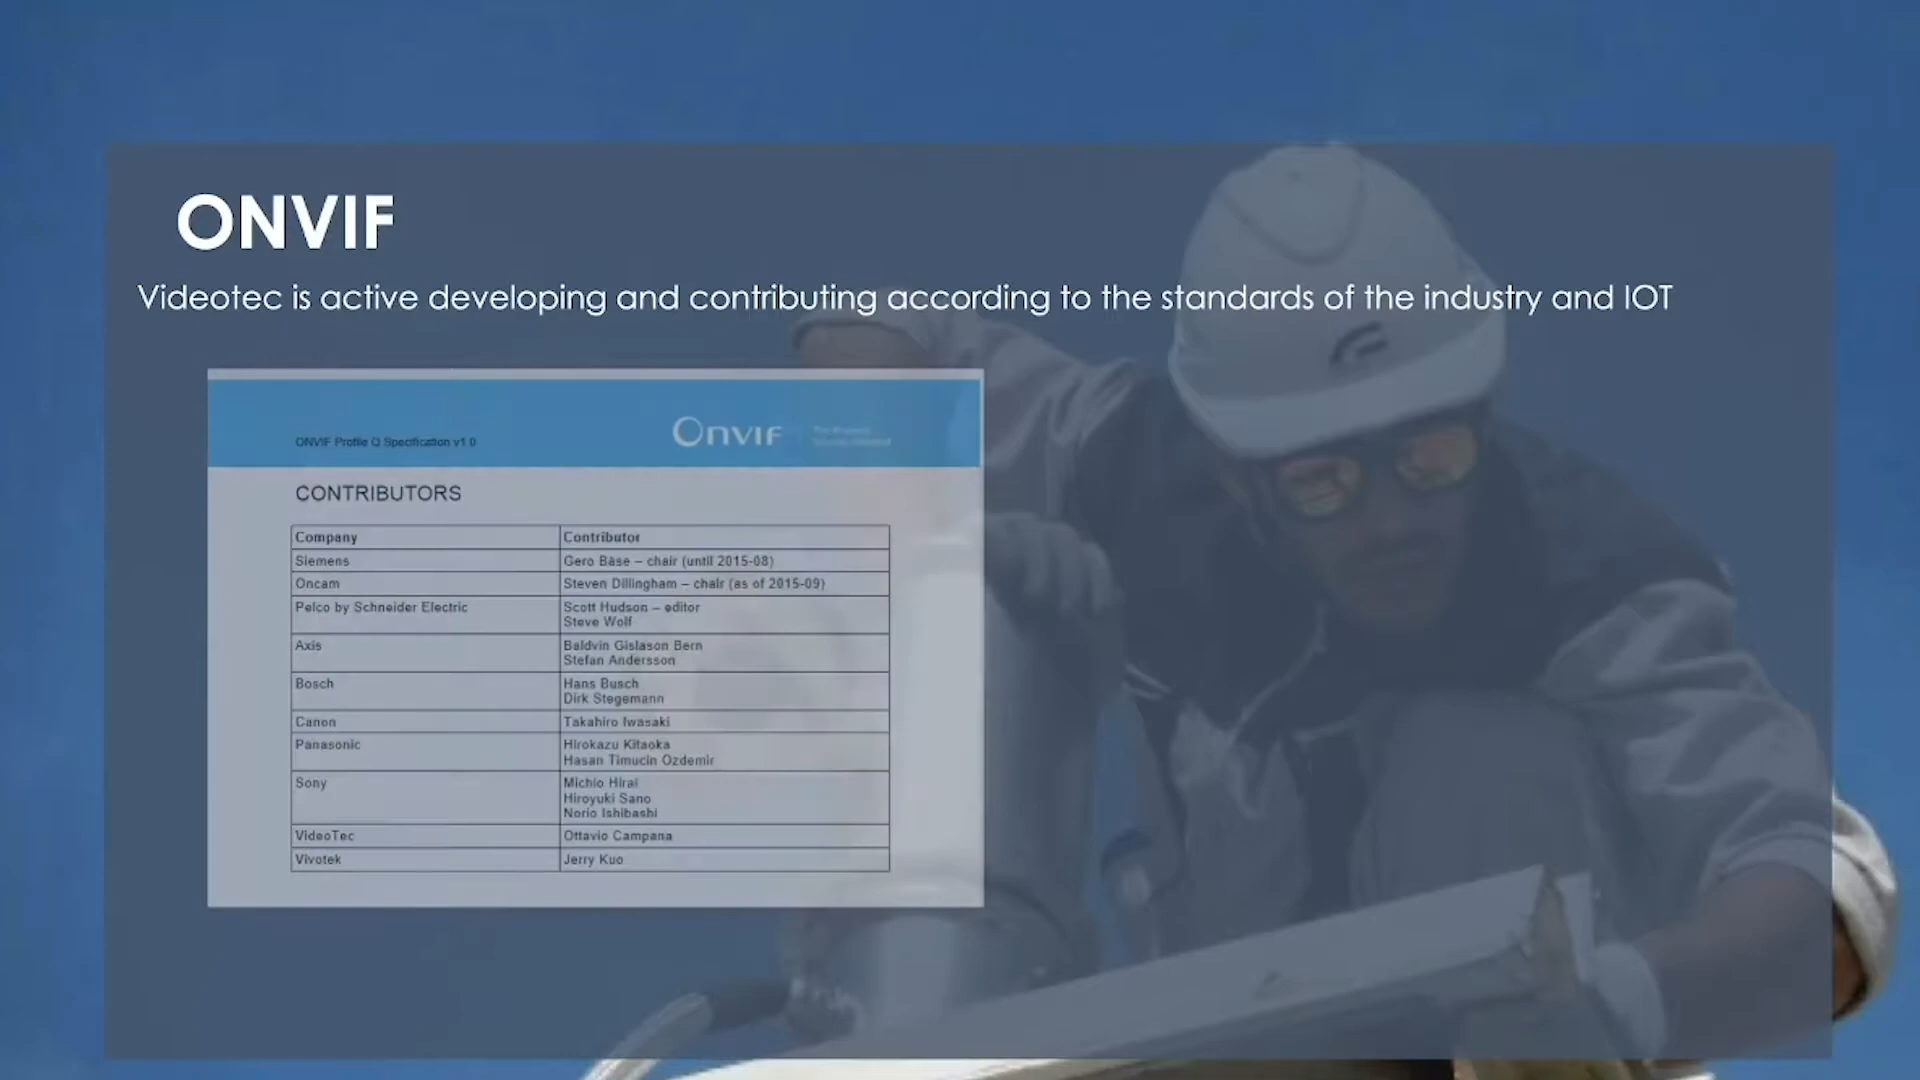 ONVIF
Videotec is active developing and contributing according to the standards of the industry and IOT
ONVIF Profile Q Specification v1.0
ONVIF
CONTRIBUTORS
Company Contributor
Siemens Gero Bäse – chair (until 2015-08)
Oncam Steven Dillingham – chair (as of 2015-09)
Pelco by Schneider Electric Scott Hudson – editor
Steve Wolf
Axis Baldvin Gislason Bern
Stefan Andersson
Bosch Hans Busch
Dirk Stegemann
Canon Takahiro Iwasaki
Panasonic Hirokazu Kitaoka
Hasan Timucin Ozdemir
Sony Michio Hirai
Hiroyuki Sano
Norio Ishibashi
VideoTec Ottavio Campana
Vivotek Jerry Kuo